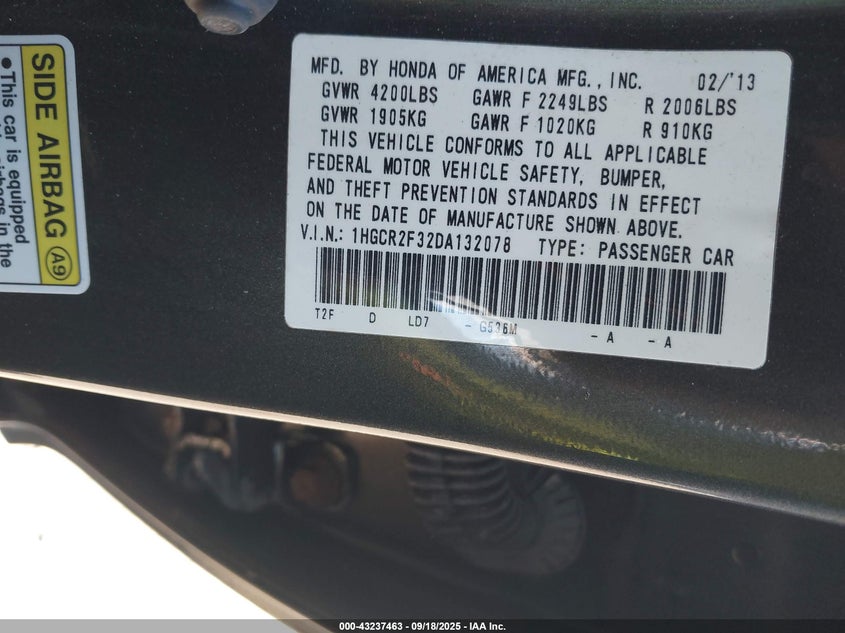 SIDE AIRBAG A9
•This car is equipped
airbags in the
MFD. BY HONDA OF AMERICA MFG., INC. 02/'13
GVWR 4200LBS GAWR F 2249LBS R 2006LBS
GVWR 1905KG GAWR F 1020KG R 910KG
THIS VEHICLE CONFORMS TO ALL APPLICABLE
FEDERAL MOTOR VEHICLE SAFETY, BUMPER,
AND THEFT PREVENTION STANDARDS IN EFFECT
ON THE DATE OF MANUFACTURE SHOWN ABOVE.
V.I.N.: 1HGCR2F32DA132078 TYPE: PASSENGER CAR
T2F D LD7 - G536M - A - A
000-43237463 - 09/18/2025 - IAA Inc.